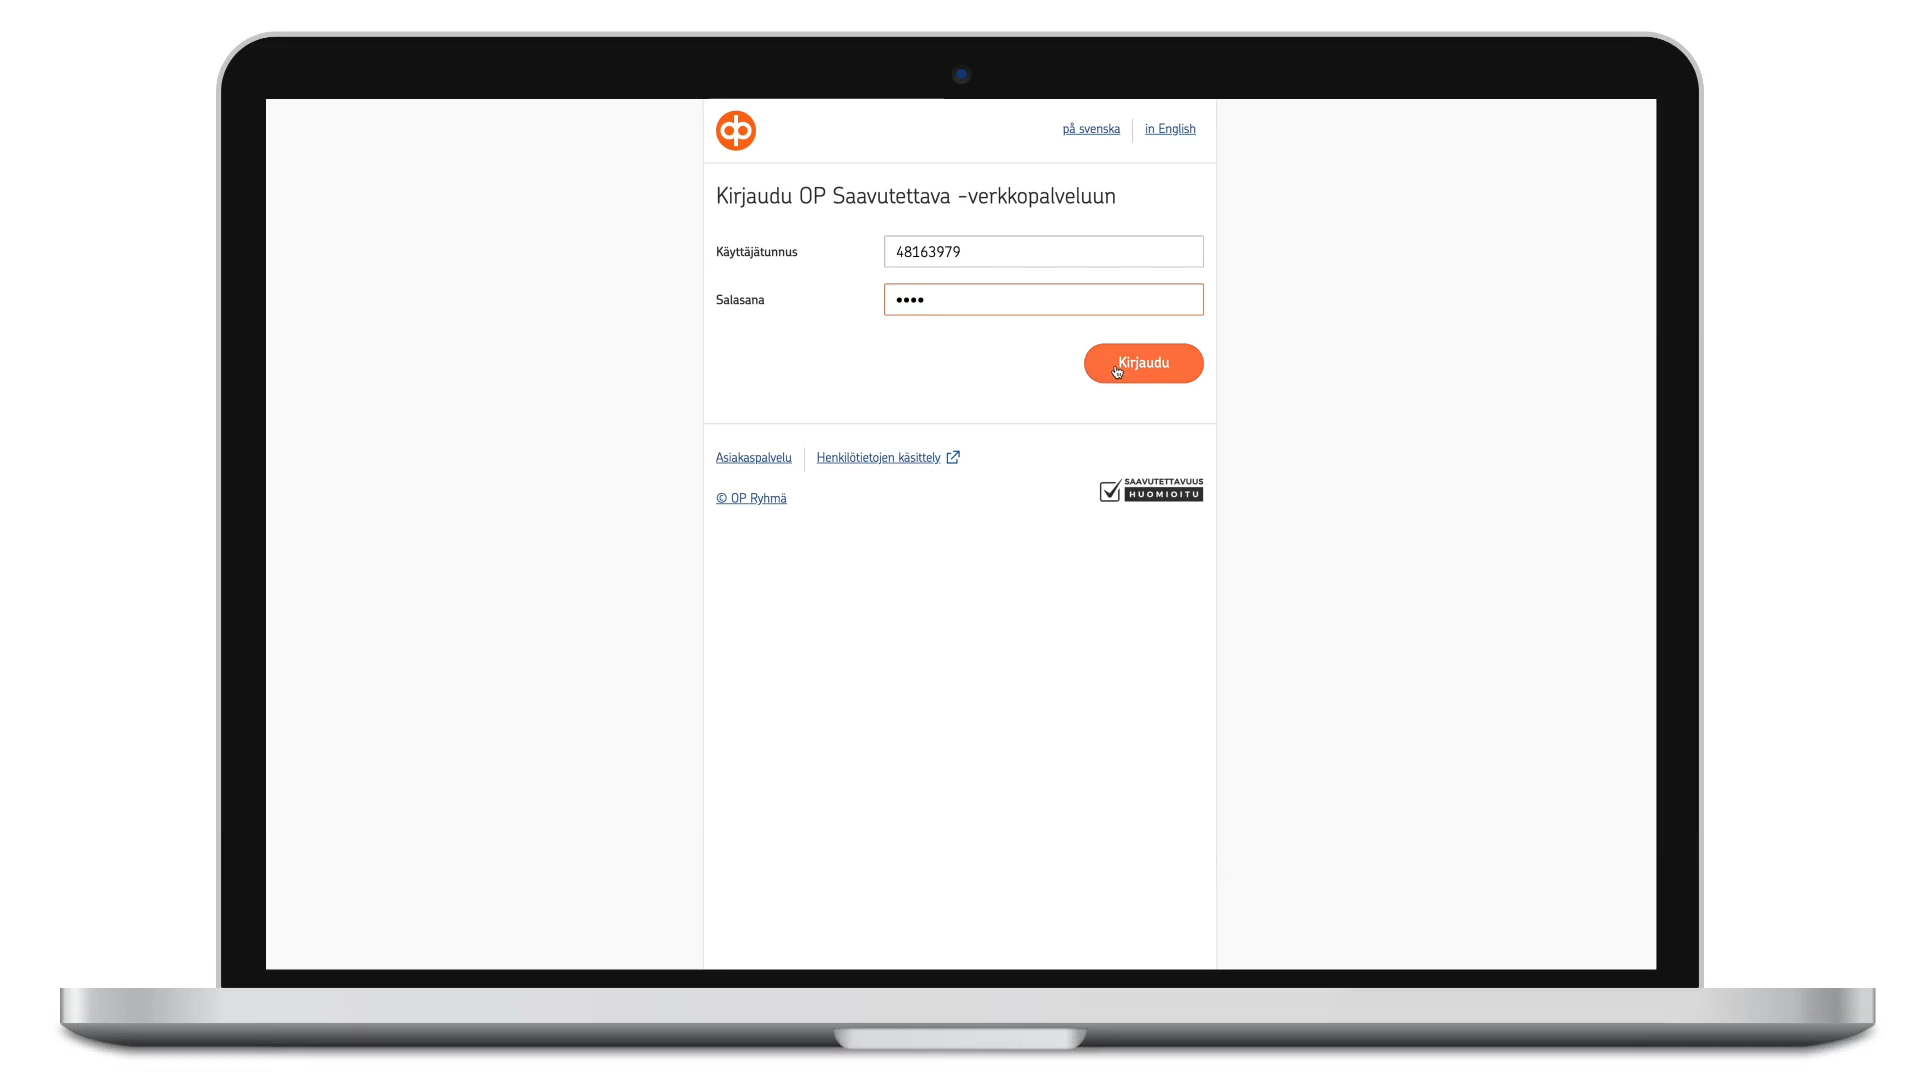 på svenska
in English
Kirjaudu OP Saavutettava -verkkopalveluun
Käyttäjätunnus
48163979
Salasana
••••
Kirjaudu
Asiakaspalvelu
Henkilötietojen käsittely
© OP Ryhmä
SAAVUTETTAVUUS
HUOMIOITU